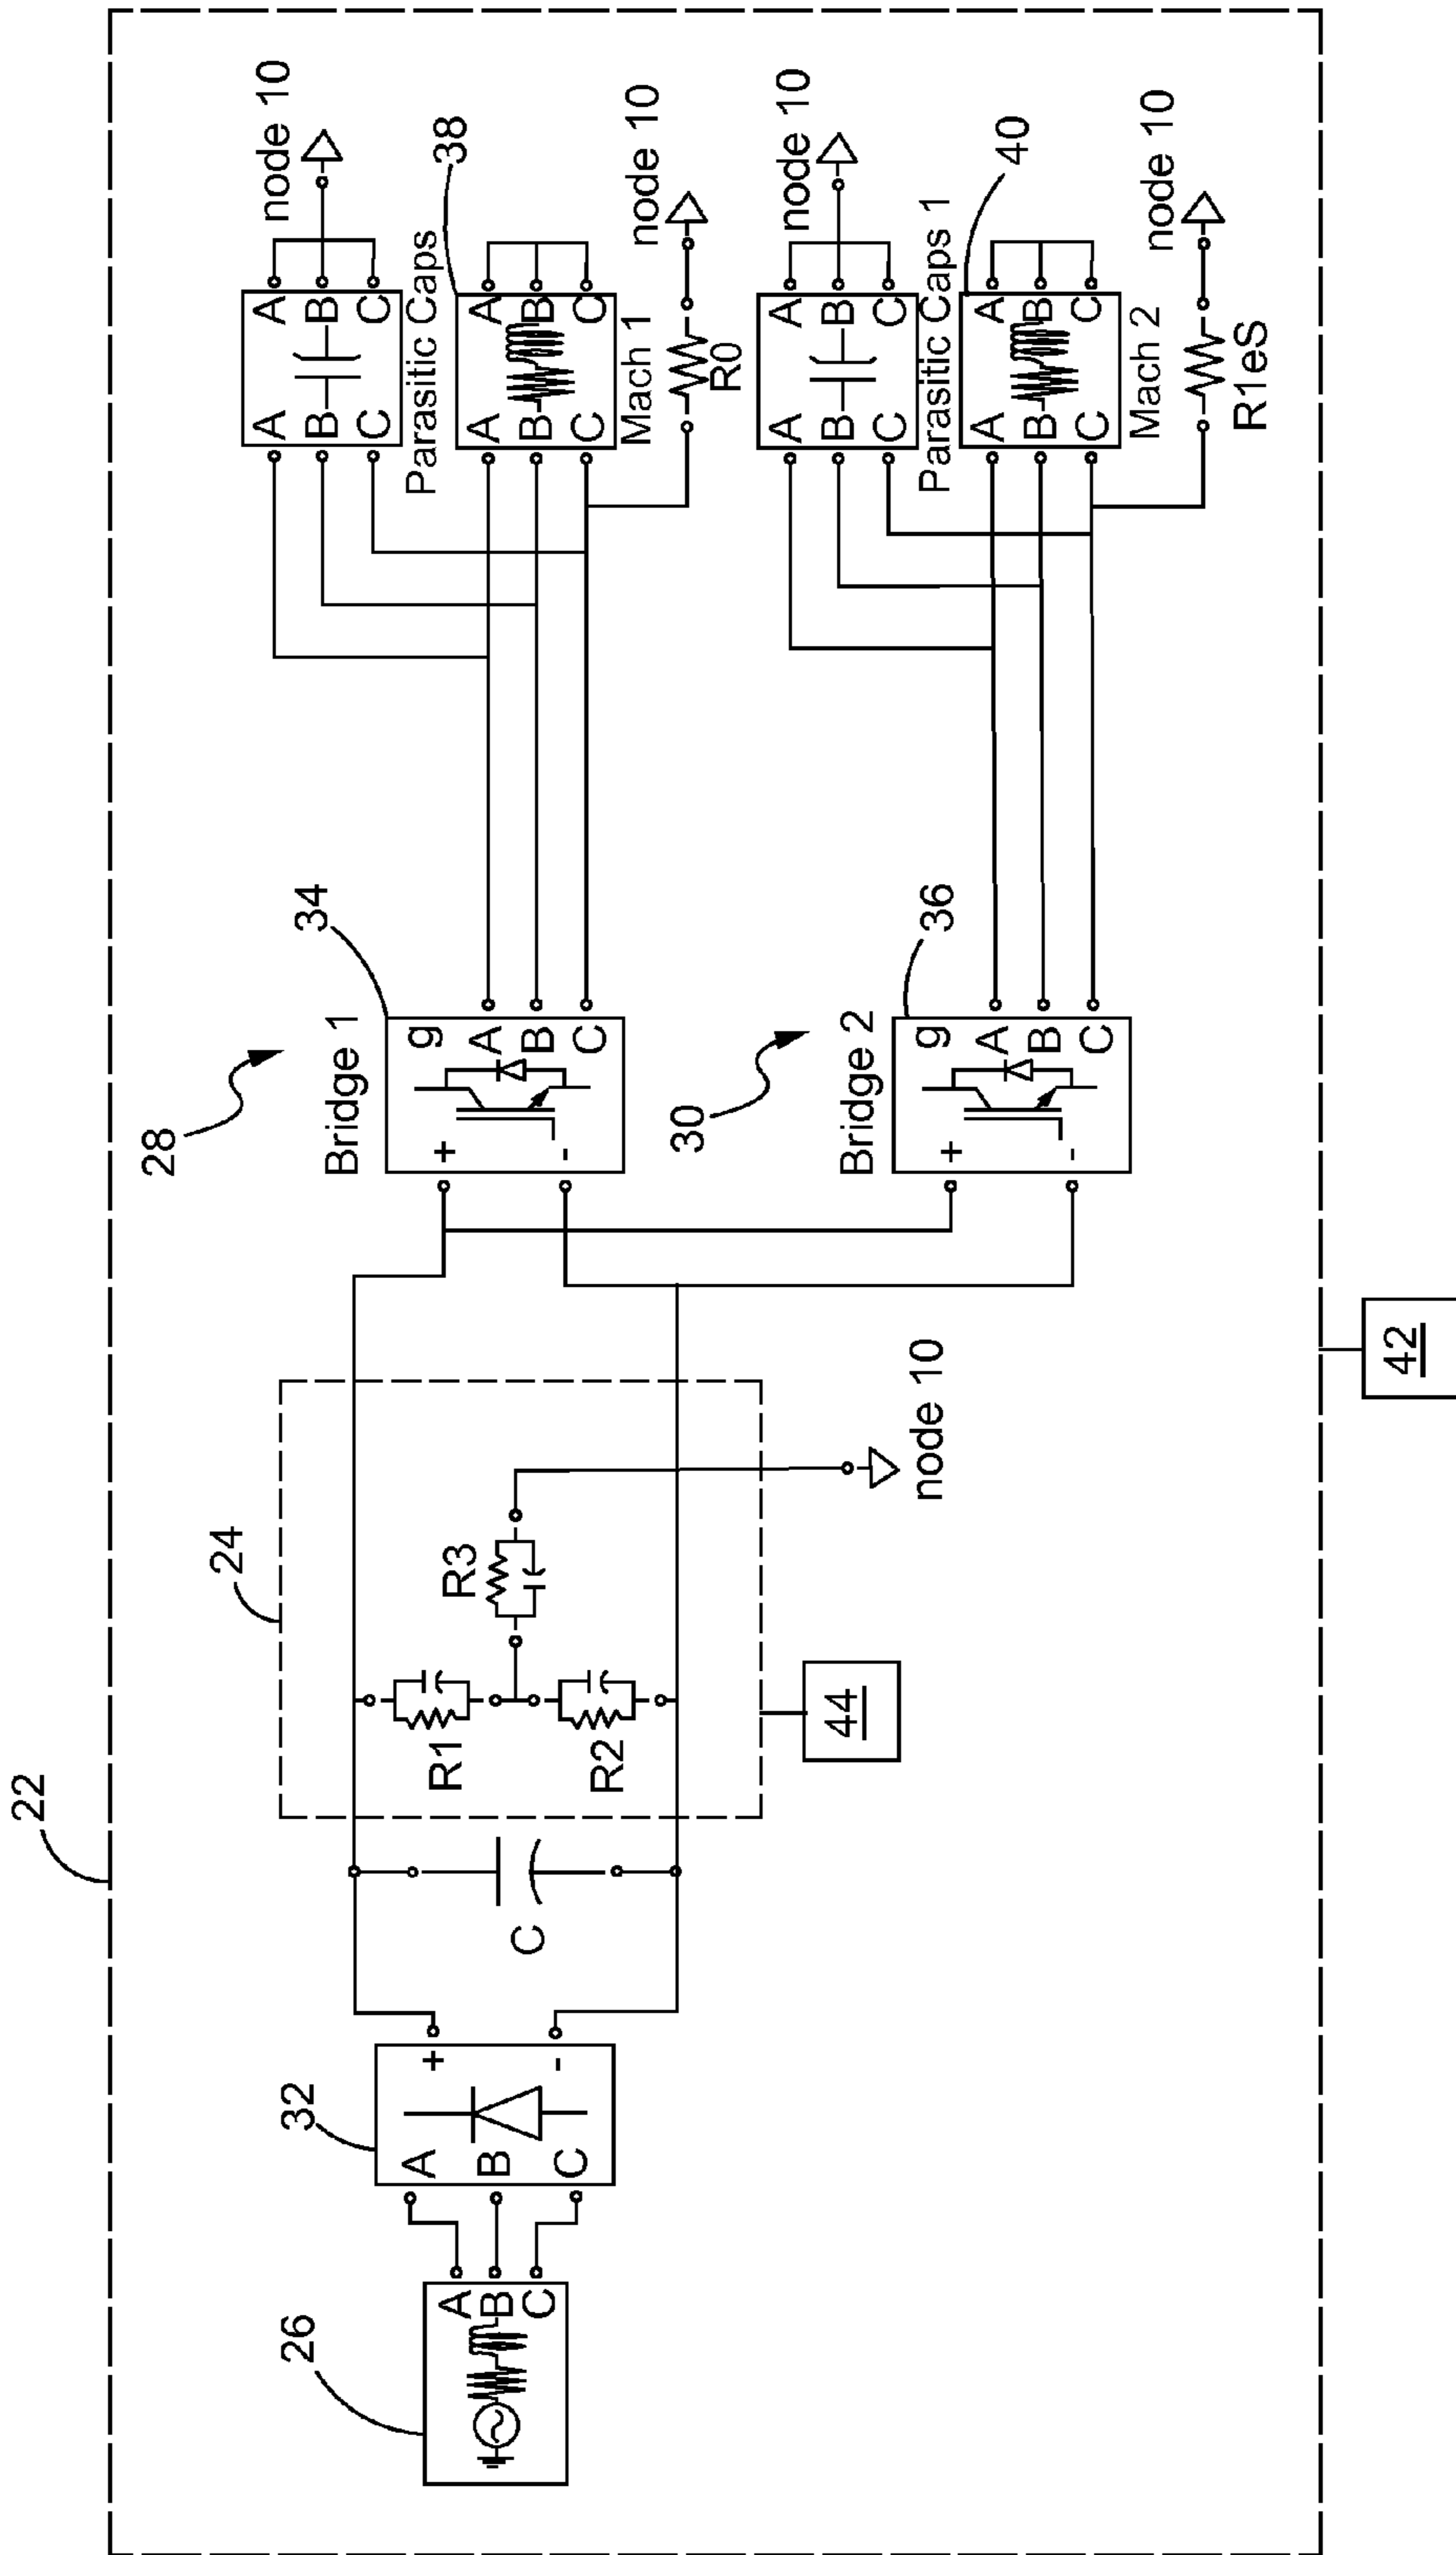 22
24
28
34
30
36
38
40
26
32
42
44
A
B
C
A
B
C
+
-
C
R1
R2
R3
node 10
Bridge 1
+
-
g
A
B
C
Bridge 2
+
-
g
A
B
C
A
B
C
A
B
C
Parasitic Caps
node 10
A
B
C
A
B
C
Mach 1
R0
node 10
A
B
C
A
B
C
Parasitic Caps 1
node 10
A
B
C
A
B
C
Mach 2
R1eS
node 10